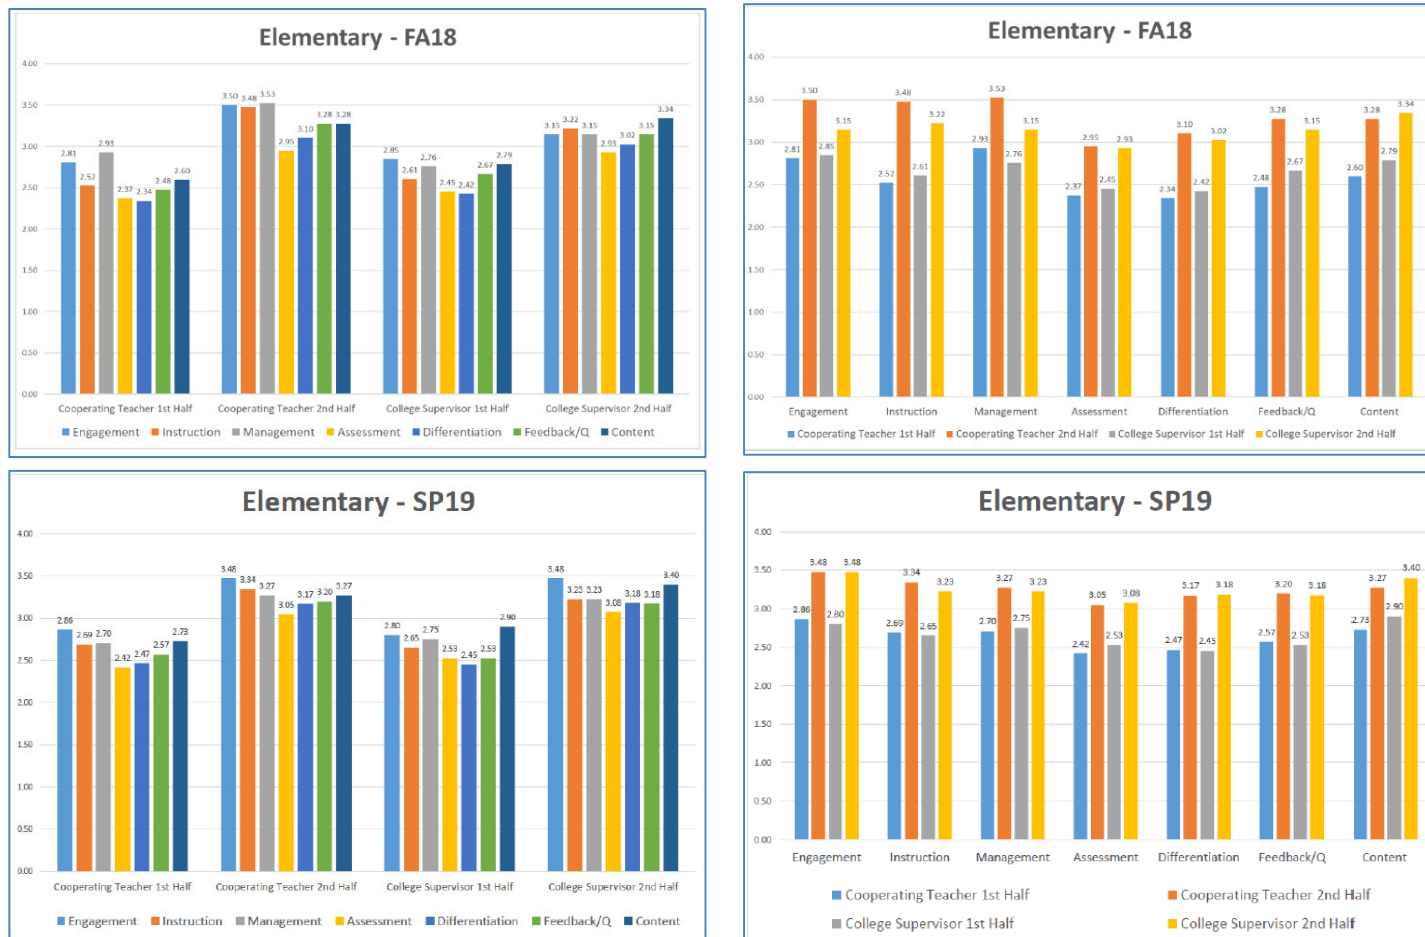 Elementary - FA18
4.00
3.50
3.00
2.50
2.00
1.50
1.00
0.50
0.00
2.81 2.52 2.93 2.37 2.34 2.48 2.60
3.50 3.48 3.53 2.95 3.10 3.28 3.28
2.85 2.61 2.76 2.45 2.42 2.67 2.79
3.15 3.22 3.15 2.93 3.02 3.15 3.34
Cooperating Teacher 1st Half Cooperating Teacher 2nd Half College Supervisor 1st Half College Supervisor 2nd Half
Engagement Instruction Management Assessment Differentiation Feedback/Q Content
Elementary - FA18
4.00
3.50
3.00
2.50
2.00
1.50
1.00
0.50
0.00
2.81 3.50 2.85 3.15
2.52 3.48 2.61 3.22
2.93 3.53 2.76 3.15
2.37 2.95 2.45 2.93
2.34 3.10 2.42 3.02
2.48 3.28 2.67 3.15
2.60 3.28 2.79 3.34
Engagement Instruction Management Assessment Differentiation Feedback/Q Content
Cooperating Teacher 1st Half Cooperating Teacher 2nd Half College Supervisor 1st Half College Supervisor 2nd Half
Elementary - SP19
4.00
3.50
3.00
2.50
2.00
1.50
1.00
0.50
0.00
2.86 2.69 2.70 2.42 2.47 2.57 2.73
3.48 3.34 3.27 3.05 3.17 3.20 3.27
2.80 2.65 2.75 2.53 2.45 2.53 2.90
3.48 3.23 3.23 3.08 3.18 3.18 3.40
Cooperating Teacher 1st Half Cooperating Teacher 2nd Half College Supervisor 1st Half College Supervisor 2nd Half
Engagement Instruction Management Assessment Differentiation Feedback/Q Content
Elementary - SP19
4.00
3.50
3.00
2.50
2.00
1.50
1.00
0.50
0.00
2.86 3.48 2.80 3.48
2.69 3.34 2.65 3.23
2.70 3.27 2.75 3.23
2.42 3.05 2.53 3.08
2.47 3.17 2.45 3.18
2.57 3.20 2.53 3.18
2.73 3.27 2.90 3.40
Engagement Instruction Management Assessment Differentiation Feedback/Q Content
Cooperating Teacher 1st Half Cooperating Teacher 2nd Half
College Supervisor 1st Half College Supervisor 2nd Half